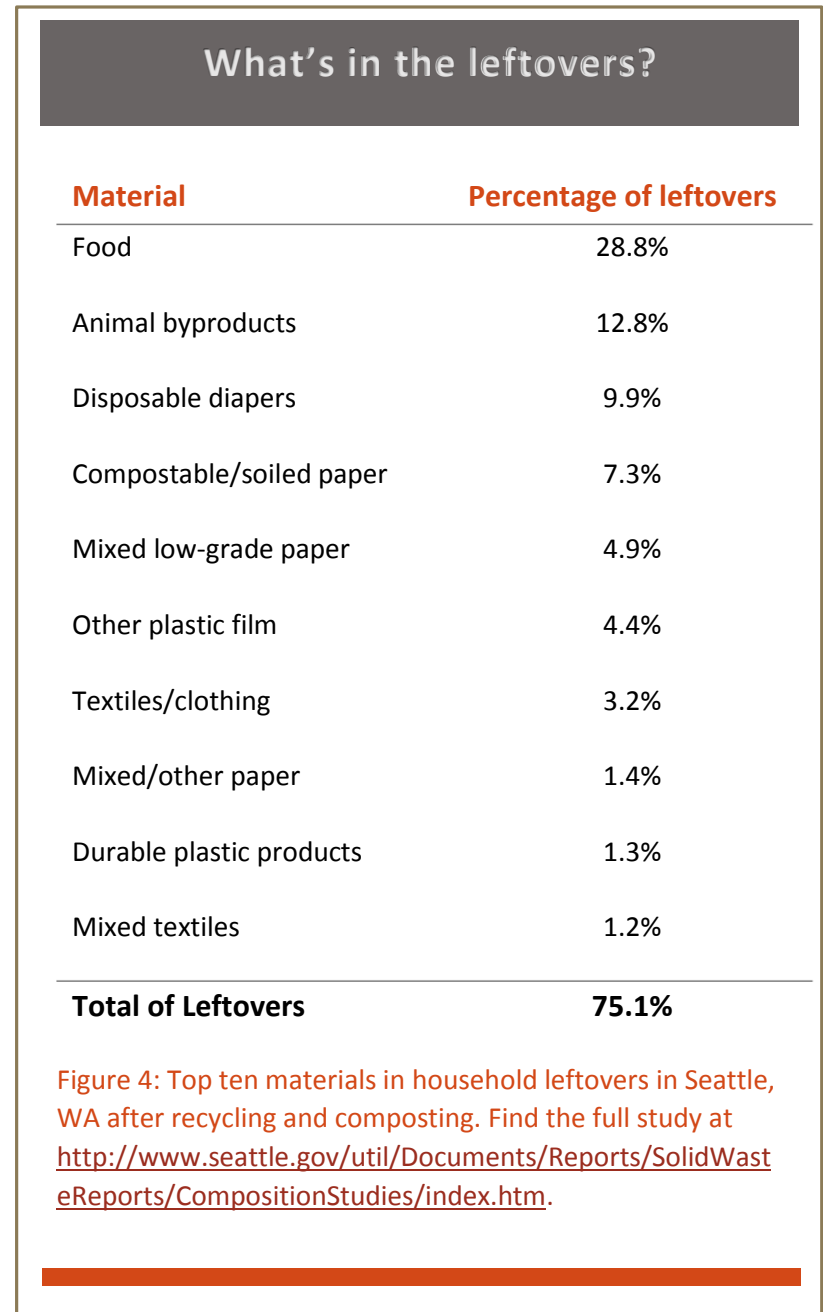 What's in the leftovers?
Material Percentage of leftovers
Food 28.8%
Animal byproducts 12.8%
Disposable diapers 9.9%
Compostable/soiled paper 7.3%
Mixed low-grade paper 4.9%
Other plastic film 4.4%
Textiles/clothing 3.2%
Mixed/other paper 1.4%
Durable plastic products 1.3%
Mixed textiles 1.2%
Total of Leftovers 75.1%
Figure 4: Top ten materials in household leftovers in Seattle,
WA after recycling and composting. Find the full study at
http://www.seattle.gov/util/Documents/Reports/SolidWast
eReports/CompositionStudies/index.htm.